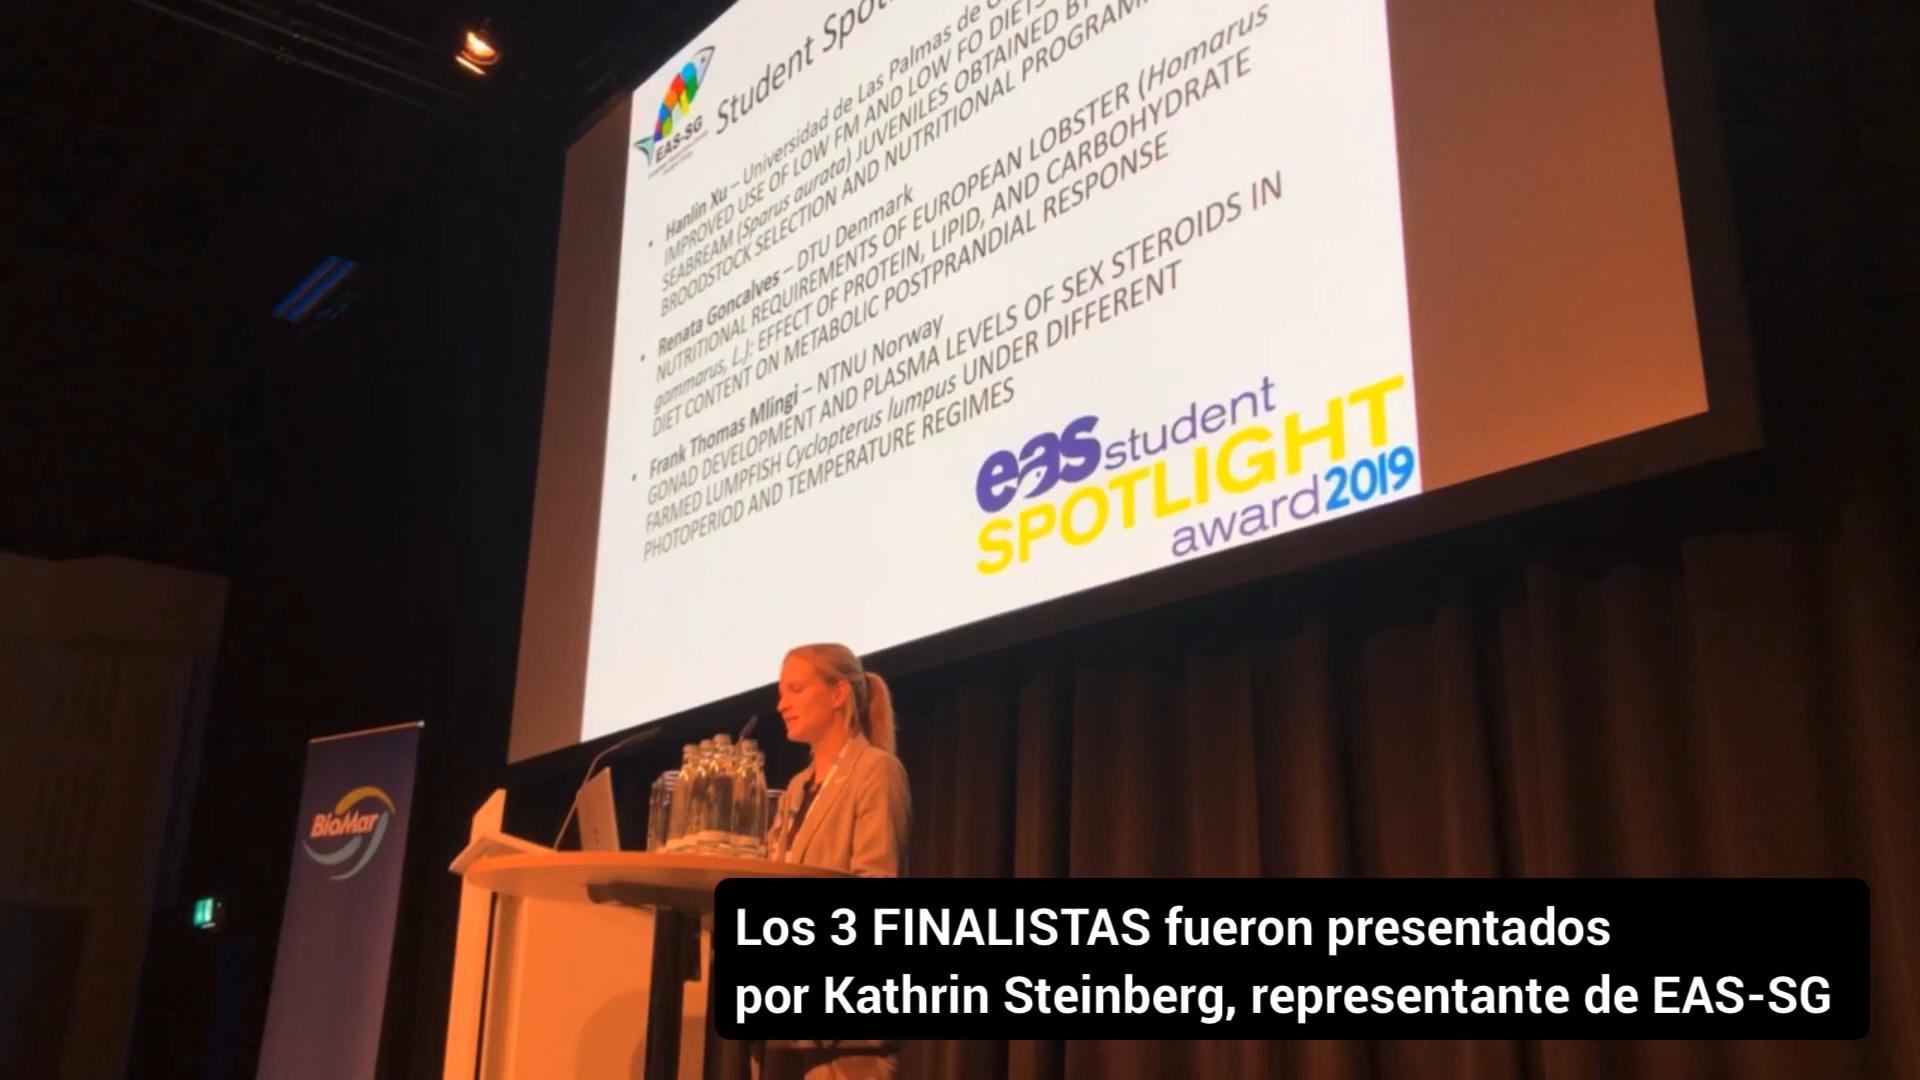 Student Spot
EAS-SG
Hanlin Xu – Universidad de Las Palmas de
IMPROVED USE OF LOW FM AND LOW FO DIETS
SEABREAM (Sparus aurata) JUVENILES OBTAINED BY
BROODSTOCK SELECTION AND NUTRITIONAL PROGRAM
Renata Goncalves – DTU Denmark
NUTRITIONAL REQUIREMENTS OF EUROPEAN LOBSTER (Homarus
gammarus, L.): EFFECT OF PROTEIN, LIPID, AND CARBOHYDRATE
DIET CONTENT ON METABOLIC POSTPRANDIAL RESPONSE
Frank Thomas Mlingi – NTNU Norway
GONAD DEVELOPMENT AND PLASMA LEVELS OF SEX STEROIDS IN
FARMED LUMPFISH Cyclopterus lumpus UNDER DIFFERENT
PHOTOPERIOD AND TEMPERATURE REGIMES
eas student
SPOTLIGHT
award 2019
BioMar
Los 3 FINALISTAS fueron presentados
por Kathrin Steinberg, representante de EAS-SG